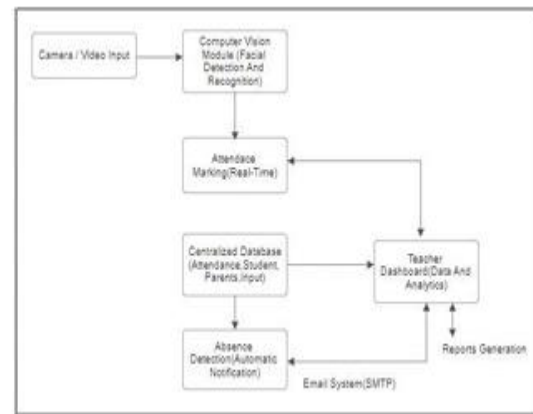 Camera / Video Input
Computer Vision
Module (Facial
Detection And
Recognition)
Attendace
Marking(Real-Time)
Centralized Database
(Attendance,Student,
Parents,Input)
Teacher
Dashboard(Data And
Analytics)
Absence
Detection(Automatic
Notification)
Reports Generation
Email System(SMTP)